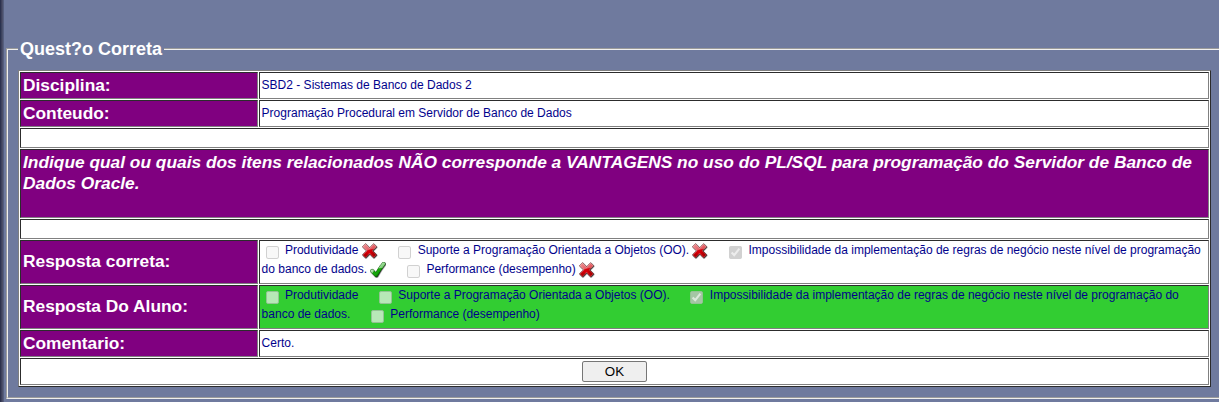 Quest?o Correta
Disciplina:
SBD2 - Sistemas de Banco de Dados 2
Conteudo:
Programação Procedural em Servidor de Banco de Dados
Indique qual ou quais dos itens relacionados NÃO corresponde a VANTAGENS no uso do PL/SQL para programação do Servidor de Banco de
Dados Oracle.
Resposta correta:
Produtividade Suporte a Programação Orientada a Objetos (OO). Impossibilidade da implementação de regras de negócio neste nível de programação
do banco de dados. Performance (desempenho)
Resposta Do Aluno:
Produtividade Suporte a Programação Orientada a Objetos (OO). Impossibilidade da implementação de regras de negócio neste nível de programação do
banco de dados. Performance (desempenho)
Comentario:
Certo.
OK